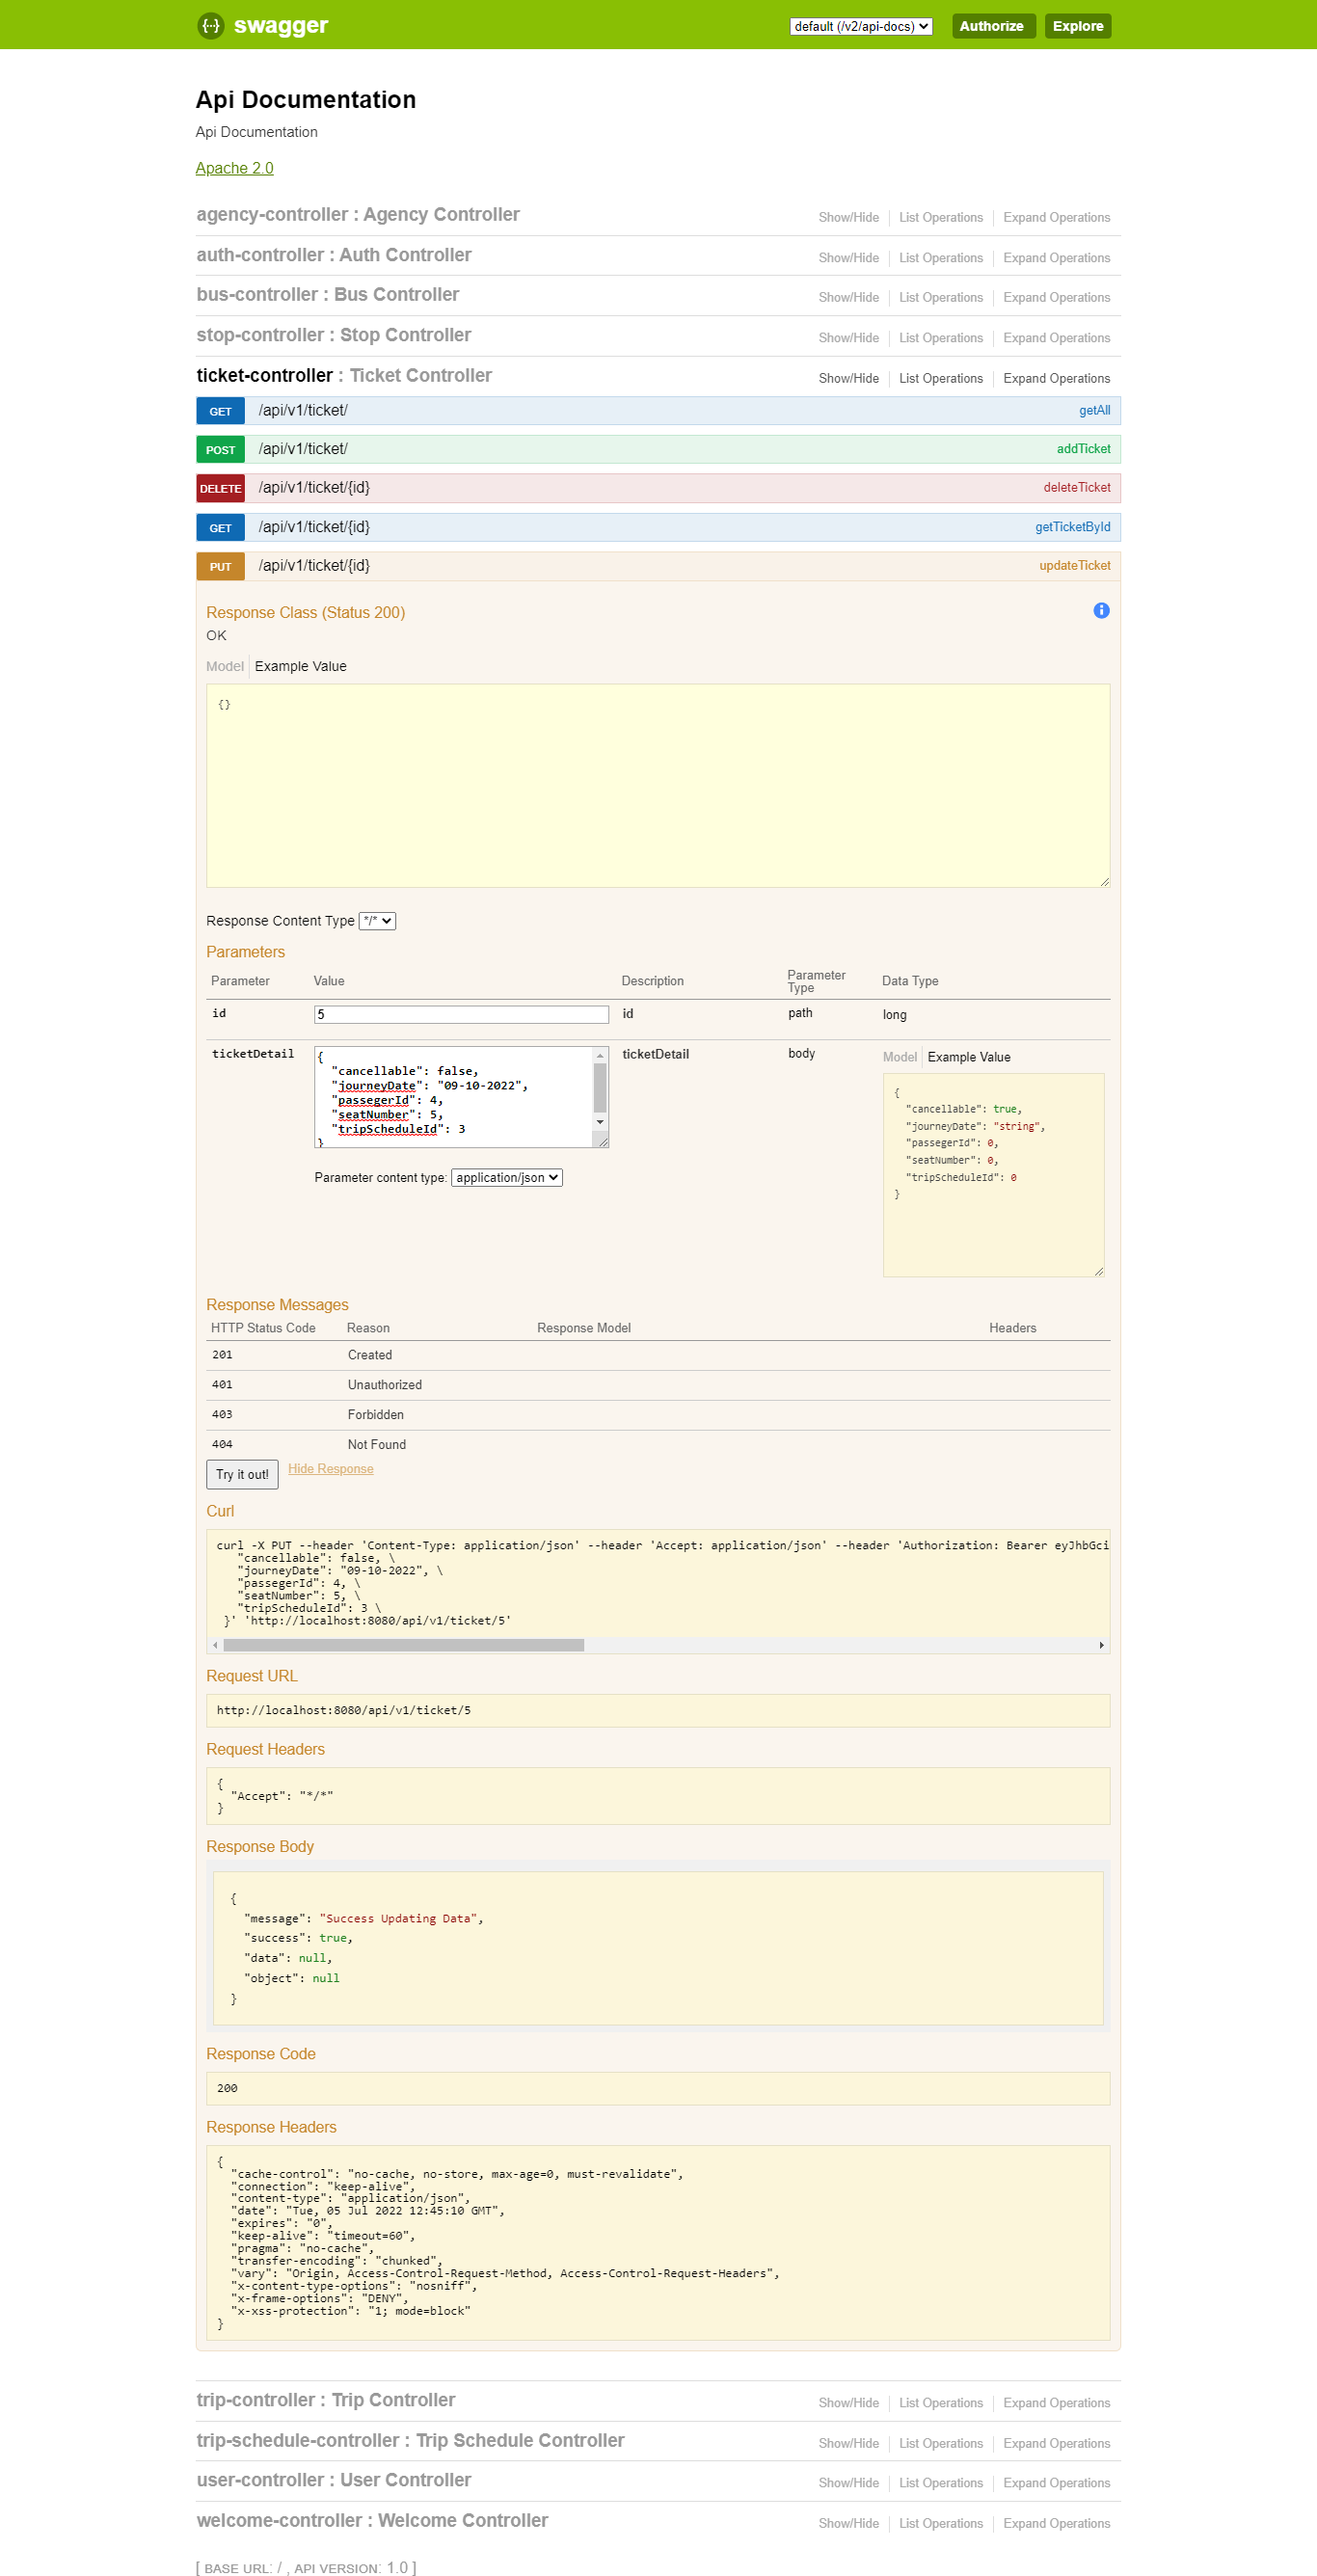 swagger
default (/v2/api-docs)
Authorize
Explore
Api Documentation
Api Documentation
Apache 2.0
agency-controller : Agency Controller Show/Hide List Operations Expand Operations
auth-controller : Auth Controller Show/Hide List Operations Expand Operations
bus-controller : Bus Controller Show/Hide List Operations Expand Operations
stop-controller : Stop Controller Show/Hide List Operations Expand Operations
ticket-controller : Ticket Controller Show/Hide List Operations Expand Operations
GET /api/v1/ticket/ getAll
POST /api/v1/ticket/ addTicket
DELETE /api/v1/ticket/{id} deleteTicket
GET /api/v1/ticket/{id} getTicketById
PUT /api/v1/ticket/{id} updateTicket
Response Class (Status 200)
OK
Model Example Value
{}
Response Content Type */*
Parameters
Parameter Value Description Parameter Type Data Type
id 5 id path long
ticketDetail
{
"cancellable": false,
"journeyDate": "09-10-2022",
"passegerId": 4,
"seatNumber": 5,
"tripScheduleId": 3
}
Parameter content type: application/json
ticketDetail body
Model Example Value
{
"cancellable": true,
"journeyDate": "string",
"passegerId": 0,
"seatNumber": 0,
"tripScheduleId": 0
}
Response Messages
HTTP Status Code Reason Response Model Headers
201 Created
401 Unauthorized
403 Forbidden
404 Not Found
Try it out! Hide Response
Curl
curl -X PUT --header 'Content-Type: application/json' --header 'Accept: application/json' --header 'Authorization: Bearer eyJhbGci
"cancellable": false, \
"journeyDate": "09-10-2022", \
"passegerId": 4, \
"seatNumber": 5, \
"tripScheduleId": 3 \
}' 'http://localhost:8080/api/v1/ticket/5'
Request URL
http://localhost:8080/api/v1/ticket/5
Request Headers
{
"Accept": "*/*"
}
Response Body
{
"message": "Success Updating Data",
"success": true,
"data": null,
"object": null
}
Response Code
200
Response Headers
{
"cache-control": "no-cache, no-store, max-age=0, must-revalidate",
"connection": "keep-alive",
"content-type": "application/json",
"date": "Tue, 05 Jul 2022 12:45:10 GMT",
"expires": "0",
"keep-alive": "timeout=60",
"pragma": "no-cache",
"transfer-encoding": "chunked",
"vary": "Origin, Access-Control-Request-Method, Access-Control-Request-Headers",
"x-content-type-options": "nosniff",
"x-frame-options": "DENY",
"x-xss-protection": "1; mode=block"
}
trip-controller : Trip Controller Show/Hide List Operations Expand Operations
trip-schedule-controller : Trip Schedule Controller Show/Hide List Operations Expand Operations
user-controller : User Controller Show/Hide List Operations Expand Operations
welcome-controller : Welcome Controller Show/Hide List Operations Expand Operations
[ BASE URL: / , API VERSION: 1.0 ]